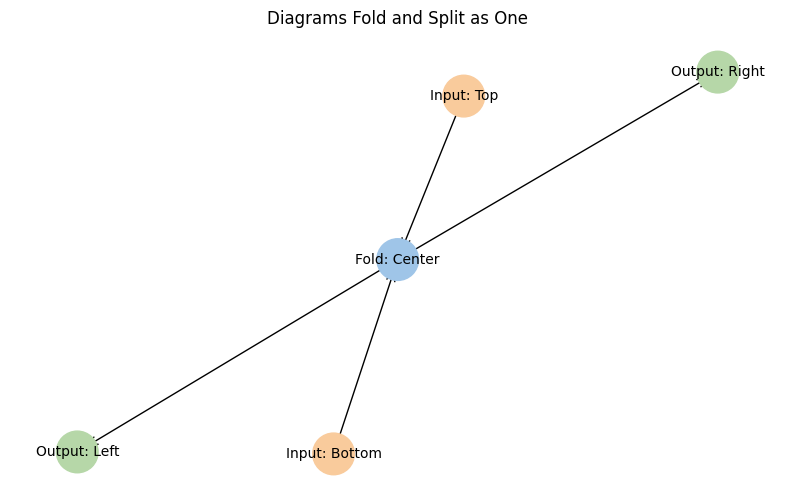 Diagrams Fold and Split as One
Output: Right
Input: Top
Fold: Center
Output: Left
Input: Bottom